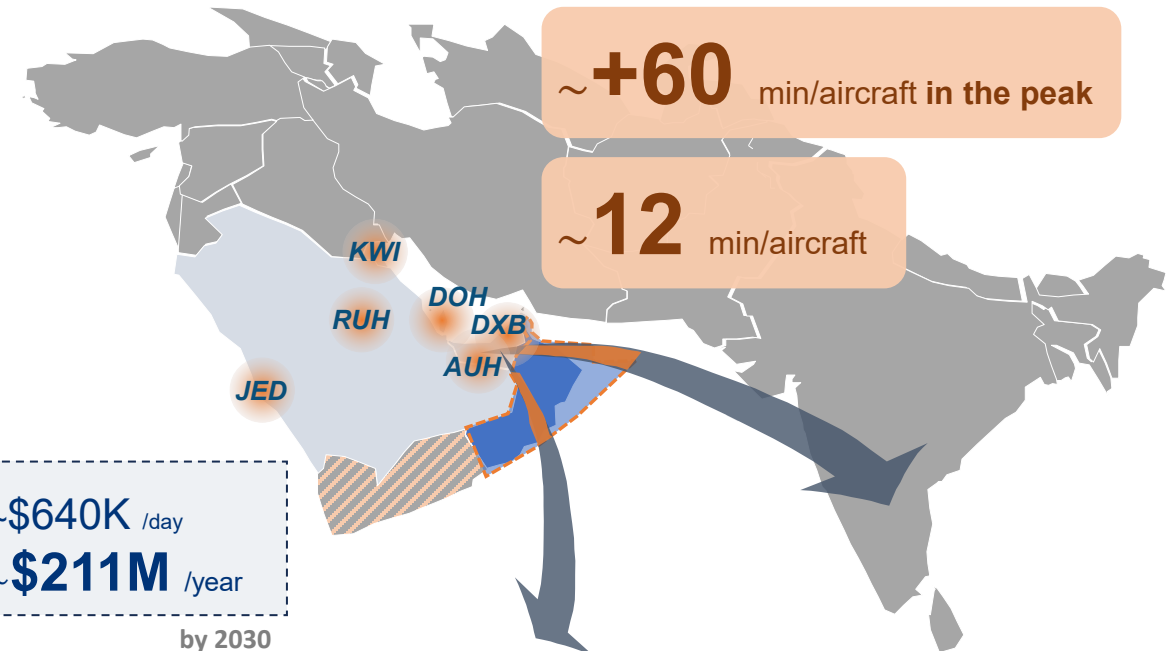 ~+60 min/aircraft in the peak
~12 min/aircraft
KWI
DOH
RUH
DXB
AUH
JED
~$640K /day
~$211M /year
by 2030